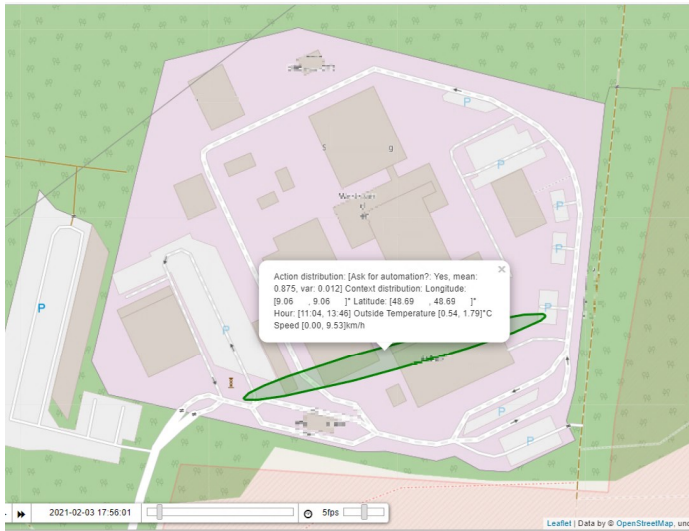 Action distribution: [Ask for automation?: Yes, mean:
0.875, var: 0.012] Context distribution: Longitude:
[9.06 , 9.06 ]° Latitude: [48.69 , 48.69 ]°
Hour: [11:04, 13:46] Outside Temperature [0.54, 1.79]°C
Speed [0.00, 9.53]km/h
×
P
P
P
P
P
P
P
P
P
S g
2021-02-03 17:56:01 5fps
Leaflet | Data by © OpenStreetMap, und